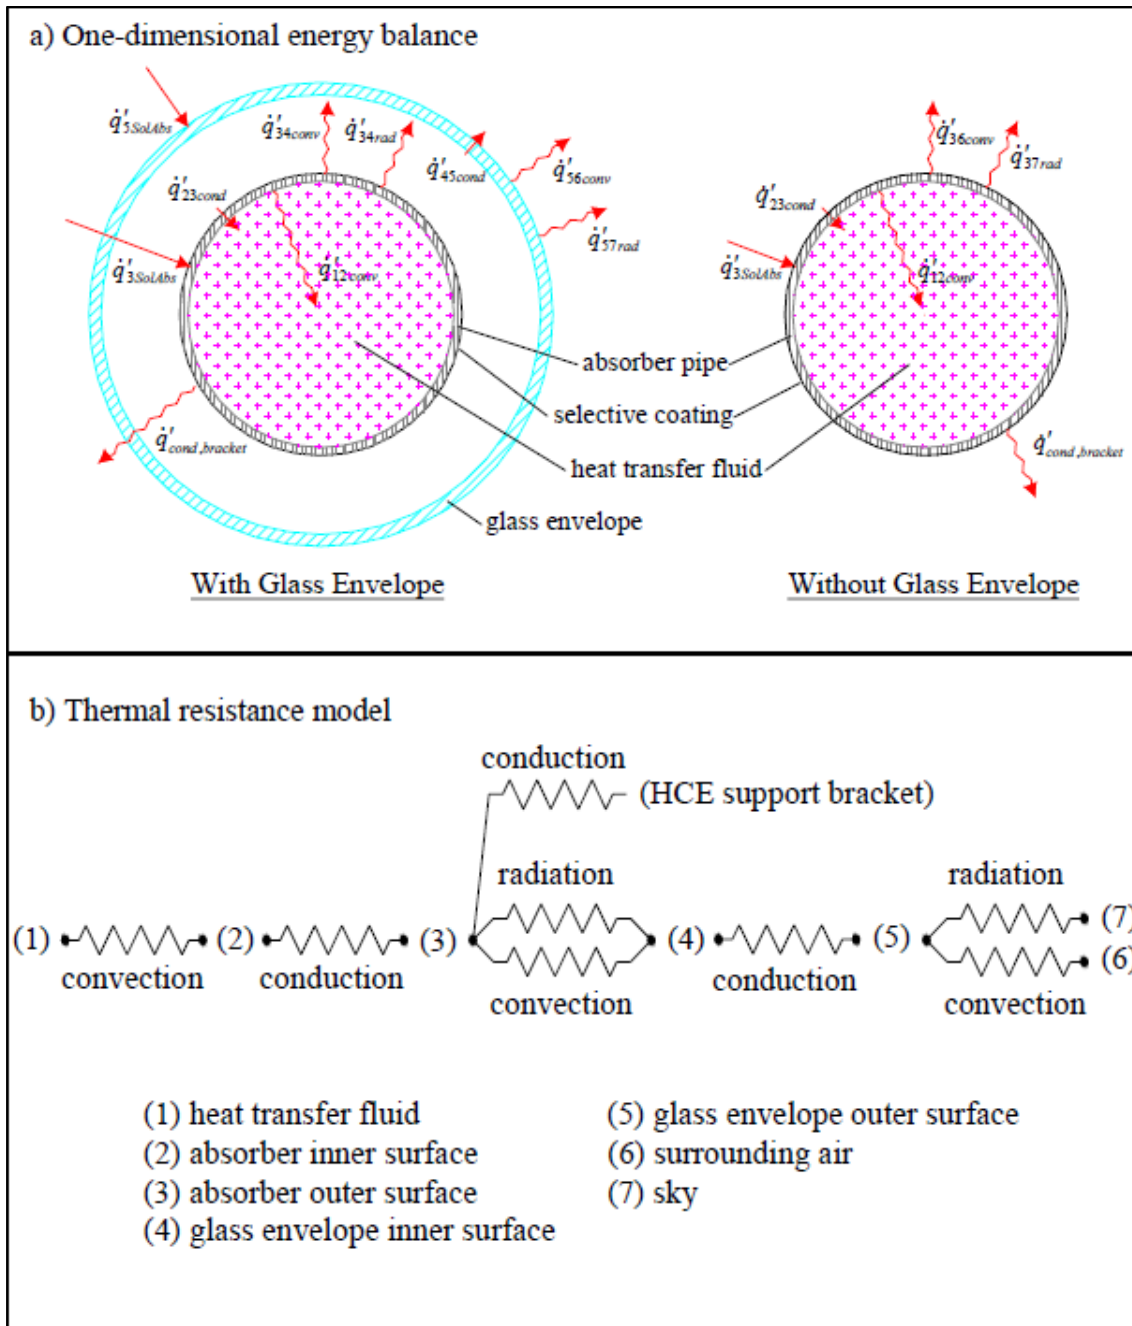 a) One-dimensional energy balance
q̇′5SolAbs
q̇′34conv
q̇′34rad
q̇′45cond
q̇′56conv
q̇′23cond
q̇′57rad
q̇′3SolAbs
q̇′12conv
q̇′cond,bracket
q̇′36conv
q̇′37rad
q̇′23cond
q̇′3SolAbs
q̇′12conv
q̇′cond,bracket
absorber pipe
selective coating
heat transfer fluid
glass envelope
With Glass Envelope
Without Glass Envelope
b) Thermal resistance model
conduction
(HCE support bracket)
radiation
radiation
(1)
(2)
(3)
(4)
(5)
(7)
(6)
convection
conduction
convection
conduction
convection
(1) heat transfer fluid
(2) absorber inner surface
(3) absorber outer surface
(4) glass envelope inner surface
(5) glass envelope outer surface
(6) surrounding air
(7) sky